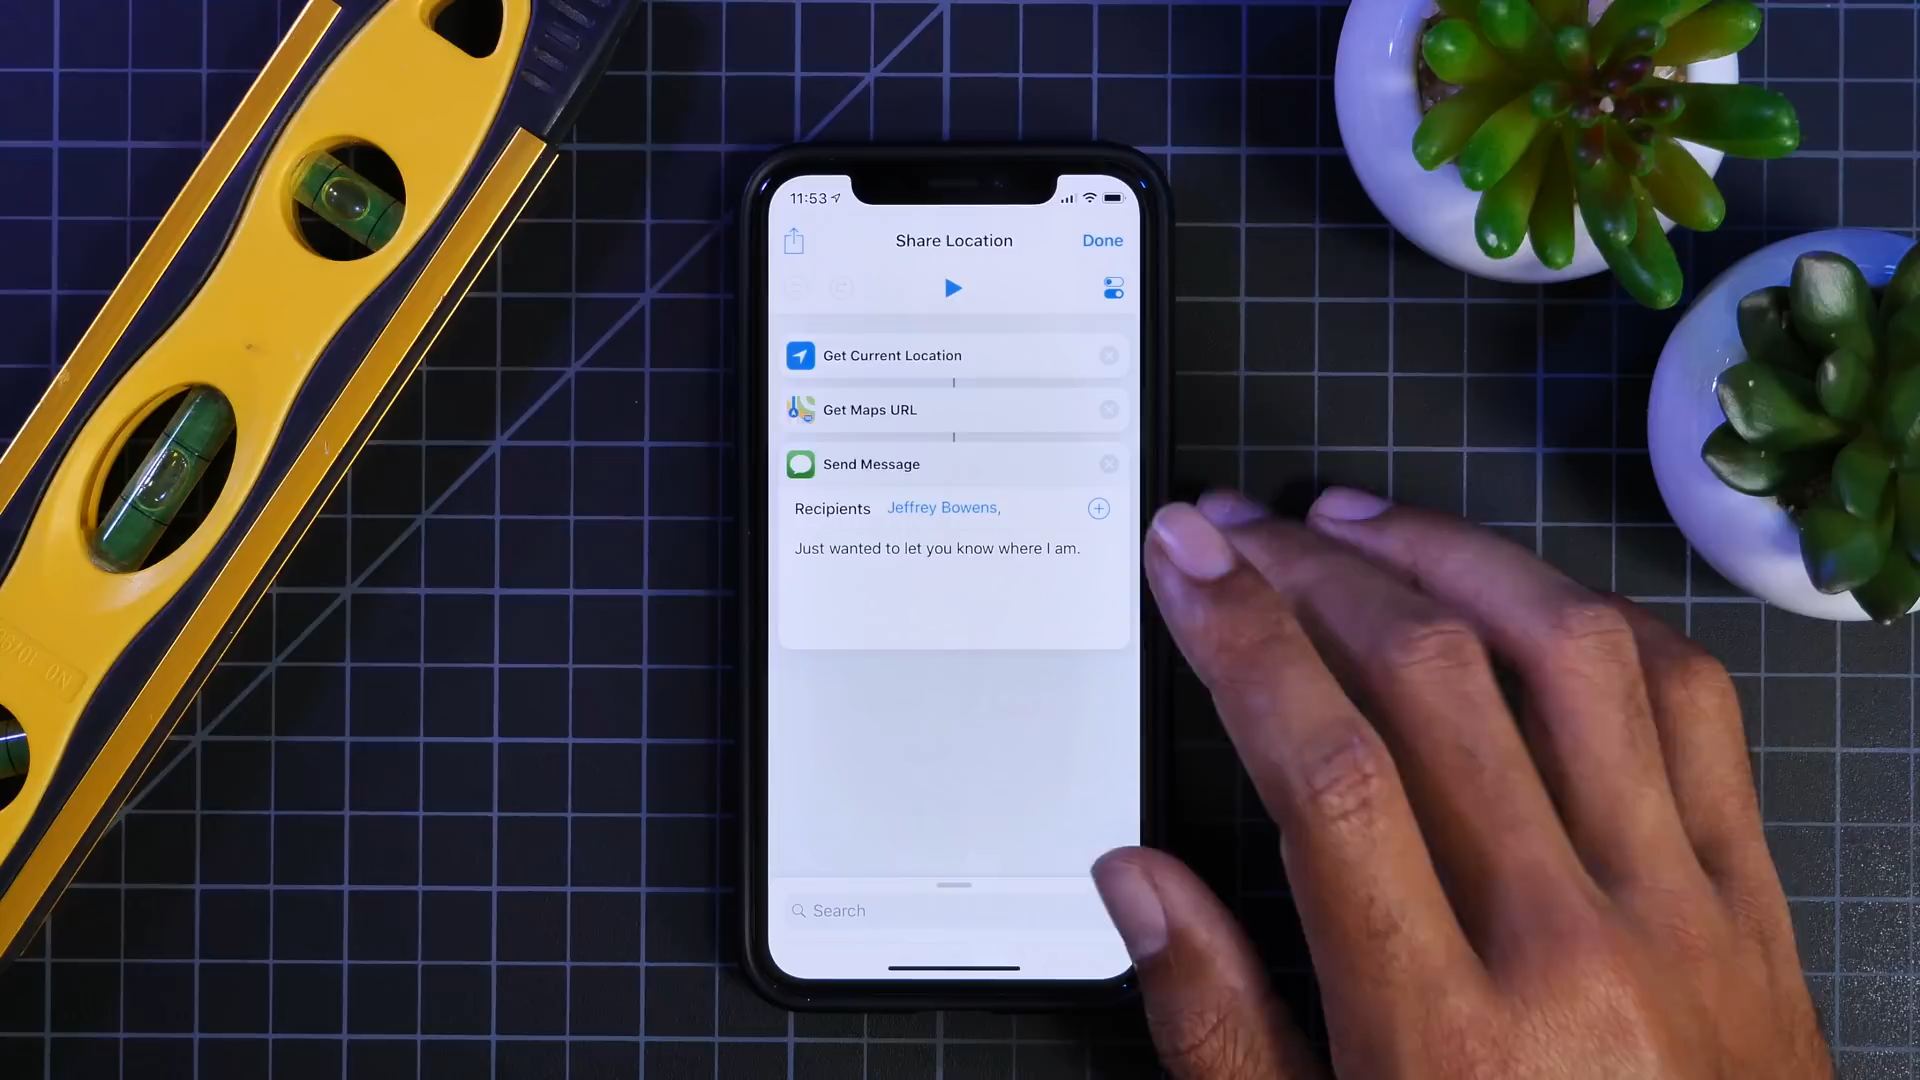 11:53
Share Location
Done
Get Current Location
Get Maps URL
Send Message
Recipients Jeffrey Bowens,
Just wanted to let you know where I am.
Search